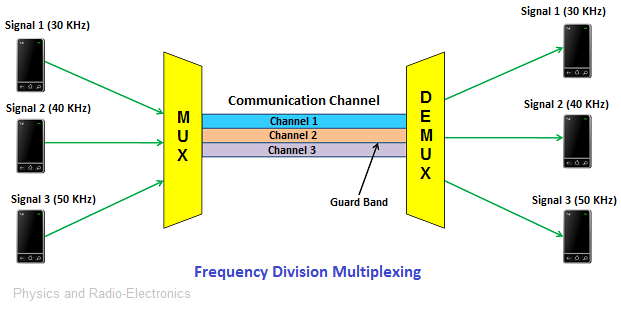 Signal 1 (30 KHz)
Signal 1 (30 KHz)
Signal 2 (40 KHz)
Signal 2 (40 KHz)
Signal 3 (50 KHz)
Signal 3 (50 KHz)
MUX
Communication Channel
Channel 1
Channel 2
Channel 3
Guard Band
DEMUX
Frequency Division Multiplexing
Physics and Radio-Electronics